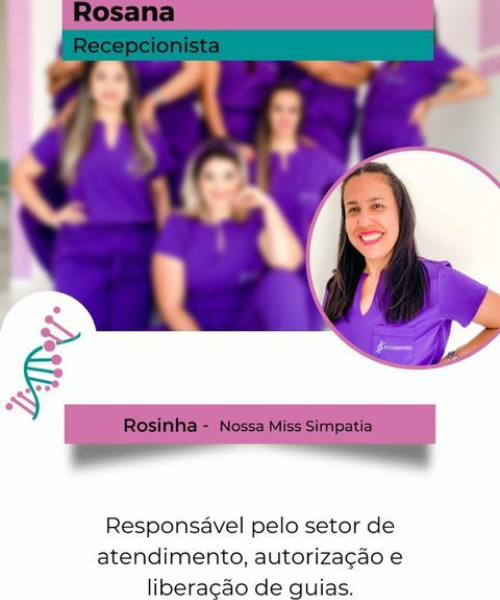 Rosana
Recepcionista
Rosinha - Nossa Miss Simpatia
Responsável pelo setor de
atendimento, autorização e
liberação de guias.